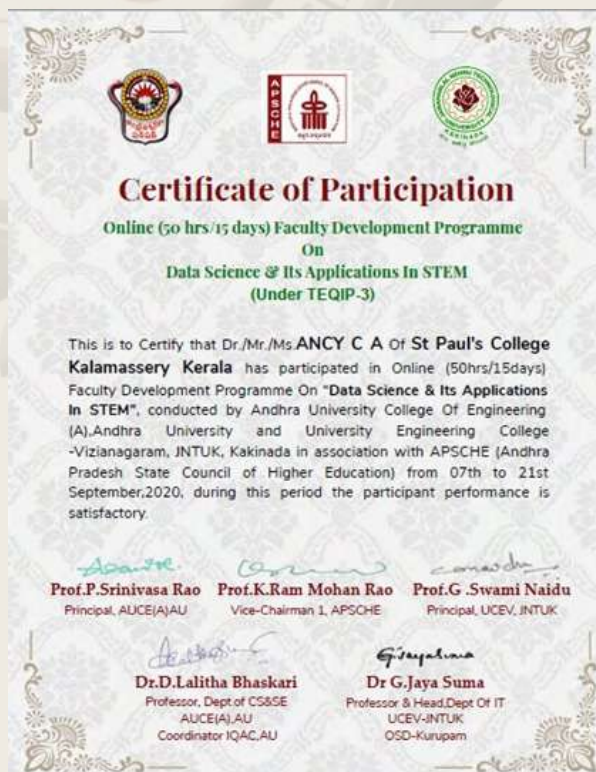 APSCHE
Certificate of Participation
Online (50 hrs/15 days) Faculty Development Programme
On
Data Science & Its Applications In STEM
(Under TEQIP-3)
This is to Certify that Dr./Mr./Ms.ANCY C A Of St Paul's College
Kalamassery Kerala has participated in Online (50hrs/15days)
Faculty Development Programme On "Data Science & Its Applications
In STEM", conducted by Andhra University College Of Engineering
(A),Andhra University and University Engineering College
-Vizianagaram, JNTUK, Kakinada in association with APSCHE (Andhra
Pradesh State Council of Higher Education) from 07th to 21st
September,2020, during this period the participant performance is
satisfactory.
Prof.P.Srinivasa Rao Prof.K.Ram Mohan Rao Prof.G .Swami Naidu
Principal, AUCE(A)AU Vice-Chairman 1, APSCHE Principal, UCEV, JNTUK
Dr.D.Lalitha Bhaskari Dr G.Jaya Suma
Professor, Dept of CS&SE Professor & Head,Dept Of IT
AUCE(A),AU UCEV-JNTUK
Coordinator IQAC,AU OSD-Kurupam